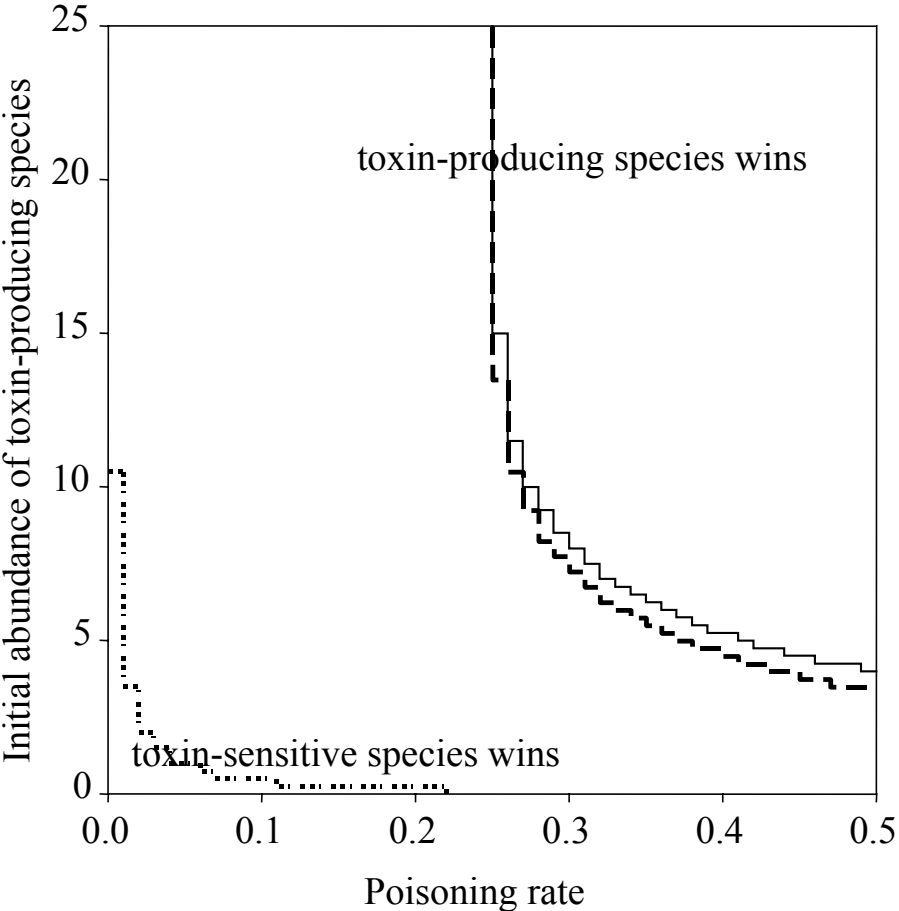 Initial abundance of toxin-producing species
25
20
15
10
5
0
toxin-producing species wins
toxin-sensitive species wins
0.0 0.1 0.2 0.3 0.4 0.5
Poisoning rate